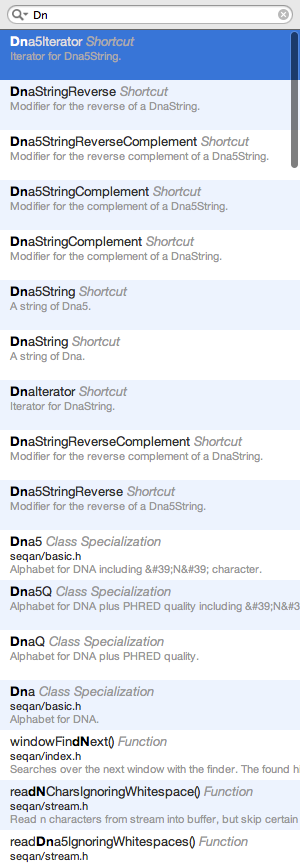 Dn
Dna5Iterator Shortcut
Iterator for Dna5String.
DnaStringReverse Shortcut
Modifier for the reverse of a DnaString.
Dna5StringReverseComplement Shortcut
Modifier for the reverse complement of a Dna5String.
Dna5StringComplement Shortcut
Modifier for the complement of a Dna5String.
DnaStringComplement Shortcut
Modifier for the complement of a DnaString.
Dna5String Shortcut
A string of Dna5.
DnaString Shortcut
A string of Dna.
DnaIterator Shortcut
Iterator for DnaString.
DnaStringReverseComplement Shortcut
Modifier for the reverse complement of a DnaString.
Dna5StringReverse Shortcut
Modifier for the reverse of a Dna5String.
Dna5 Class Specialization
seqan/basic.h
Alphabet for DNA including &#39;N&#39; character.
Dna5Q Class Specialization
Alphabet for DNA plus PHRED quality including &#39;N&#3
DnaQ Class Specialization
Alphabet for DNA plus PHRED quality.
Dna Class Specialization
seqan/basic.h
Alphabet for DNA.
windowFindNext() Function
seqan/index.h
Searches over the next window with the finder. The found hi
readNCharsIgnoringWhitespace() Function
seqan/stream.h
Read n characters from stream into buffer, but skip certain
readDna5IgnoringWhitespaces() Function
seqan/stream.h